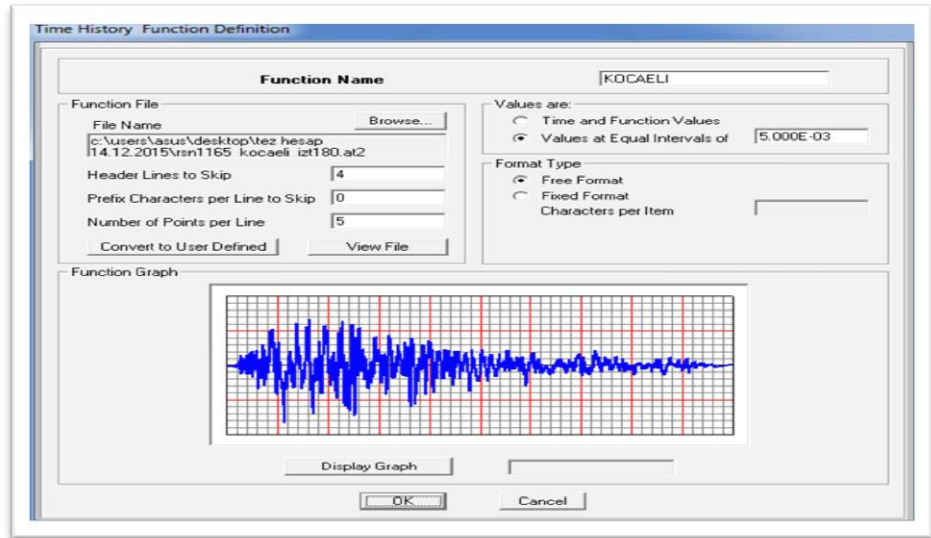 Time History Function Definition
Function Name
KOCAELI
Function File
File Name
Browse...
c:\users\asus\desktop\tez hesap
14.12.2015\rsn1165_kocaeli_izt180.at2
Header Lines to Skip
4
Prefix Characters per Line to Skip
0
Number of Points per Line
5
Convert to User Defined
View File
Values are:
Time and Function Values
Values at Equal Intervals of
5.000E-03
Format Type
Free Format
Fixed Format
Characters per Item
Function Graph
Display Graph
OK
Cancel